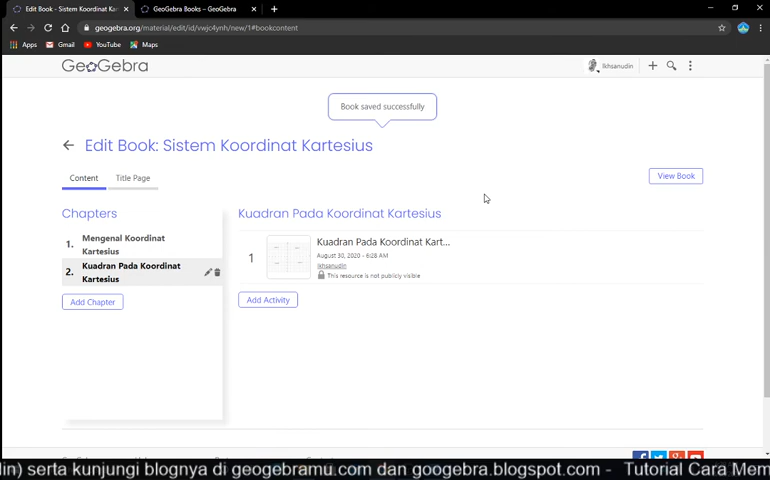 Edit Book - Sistem Koordinat Kar
GeoGebra Books – GeoGebra
geogebra.org/material/edit/id/vwjc4ynh/new/1#bookcontent
Apps
Gmail
YouTube
Maps
GeoGebra
Ikhsanudin
Book saved successfully
Edit Book: Sistem Koordinat Kartesius
Content
Title Page
View Book
Chapters
1. Mengenal Koordinat
Kartesius
2. Kuadran Pada Koordinat
Kartesius
Add Chapter
Kuadran Pada Koordinat Kartesius
1
Kuadran Pada Koordinat Kart...
August 30, 2020 - 6:28 AM
Ikhsanudin
This resource is not publicly visible
Add Activity
din) serta kunjungi blognya di geogebramu.com dan googebra.blogspot.com - Tutorial Cara Mem